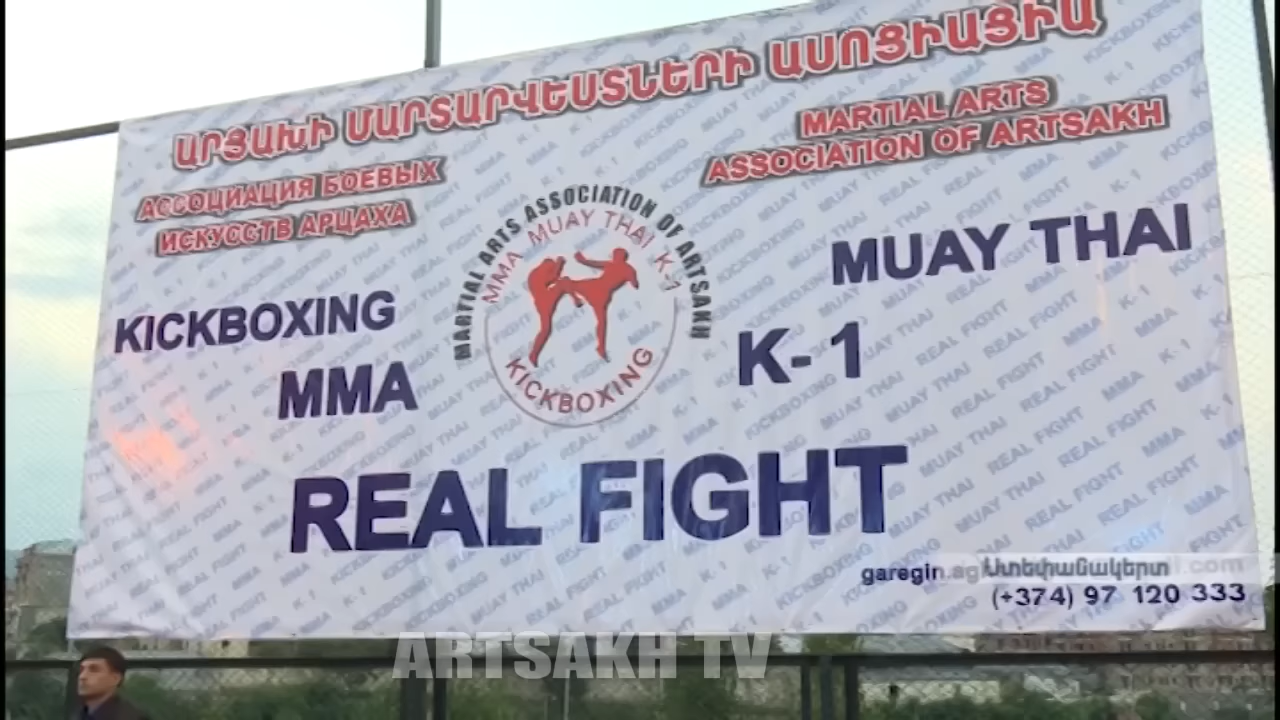 ԱՐՑԱԽԻ ՄԱՐՏԱՐՎԵՍՏՆԵՐԻ ԱՍՈՑԻԱՑԻԱ
АССОЦИАЦИЯ БОЕВЫХ
ИСКУССТВ АРЦАХА
MARTIAL ARTS
ASSOCIATION OF ARTSAKH
MARTIAL ARTS ASSOCIATION OF ARTSAKH
MMA MUAY THAI K-1
KICKBOXING
KICKBOXING
MMA
K-1
MUAY THAI
REAL FIGHT
Ստեփանակերտ
(+374) 97 120 333
ARTSAKH TV